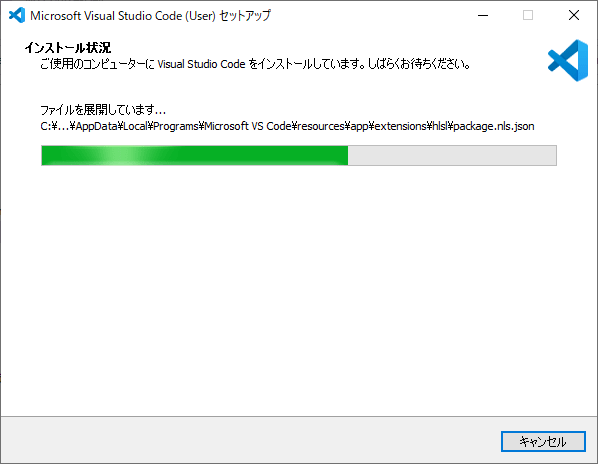 Microsoft Visual Studio Code (User) セットアップ
インストール状況
ご使用のコンピューターに Visual Studio Code をインストールしています。しばらくお待ちください。
ファイルを展開しています...
C:¥...¥AppData¥Local¥Programs¥Microsoft VS Code¥resources¥app¥extensions¥hlsl¥package.nls.json
キャンセル